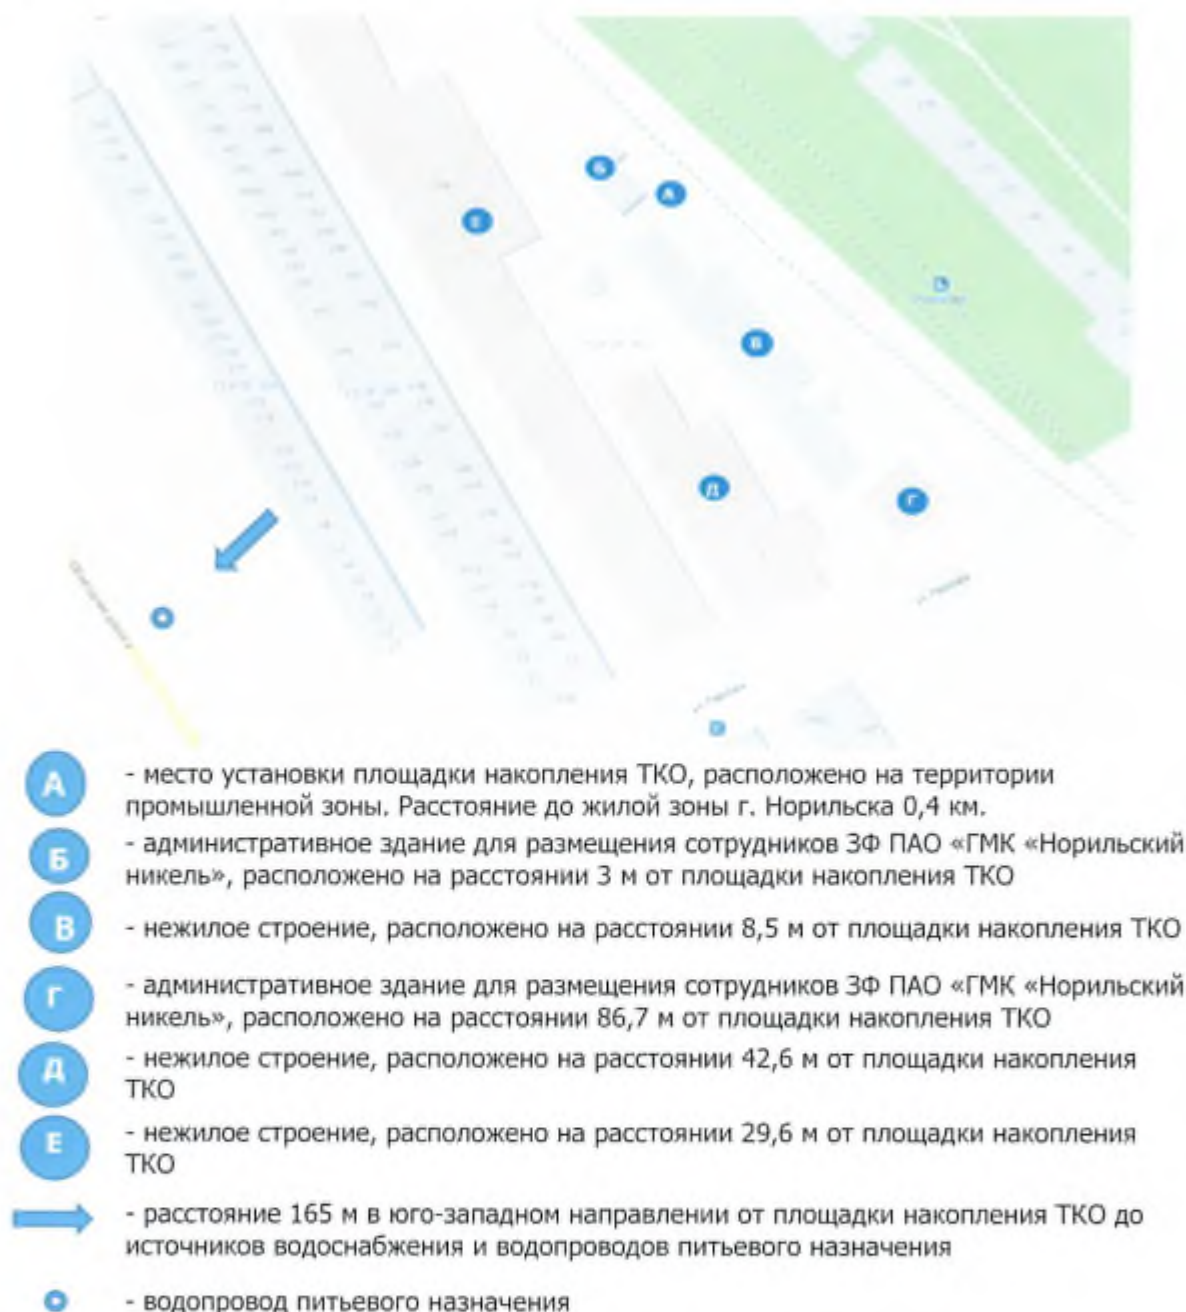 Б
А
Е
В
Д
Г
А
- место установки площадки накопления ТКО, расположено на территории
промышленной зоны. Расстояние до жилой зоны г. Норильска 0,4 км.
Б
- административное здание для размещения сотрудников ЗФ ПАО «ГМК «Норильский
никель», расположено на расстоянии 3 м от площадки накопления ТКО
В
- нежилое строение, расположено на расстоянии 8,5 м от площадки накопления ТКО
Г
- административное здание для размещения сотрудников ЗФ ПАО «ГМК «Норильский
никель», расположено на расстоянии 86,7 м от площадки накопления ТКО
Д
- нежилое строение, расположено на расстоянии 42,6 м от площадки накопления
ТКО
Е
- нежилое строение, расположено на расстоянии 29,6 м от площадки накопления
ТКО
- расстояние 165 м в юго-западном направлении от площадки накопления ТКО до
источников водоснабжения и водопроводов питьевого назначения
- водопровод питьевого назначения